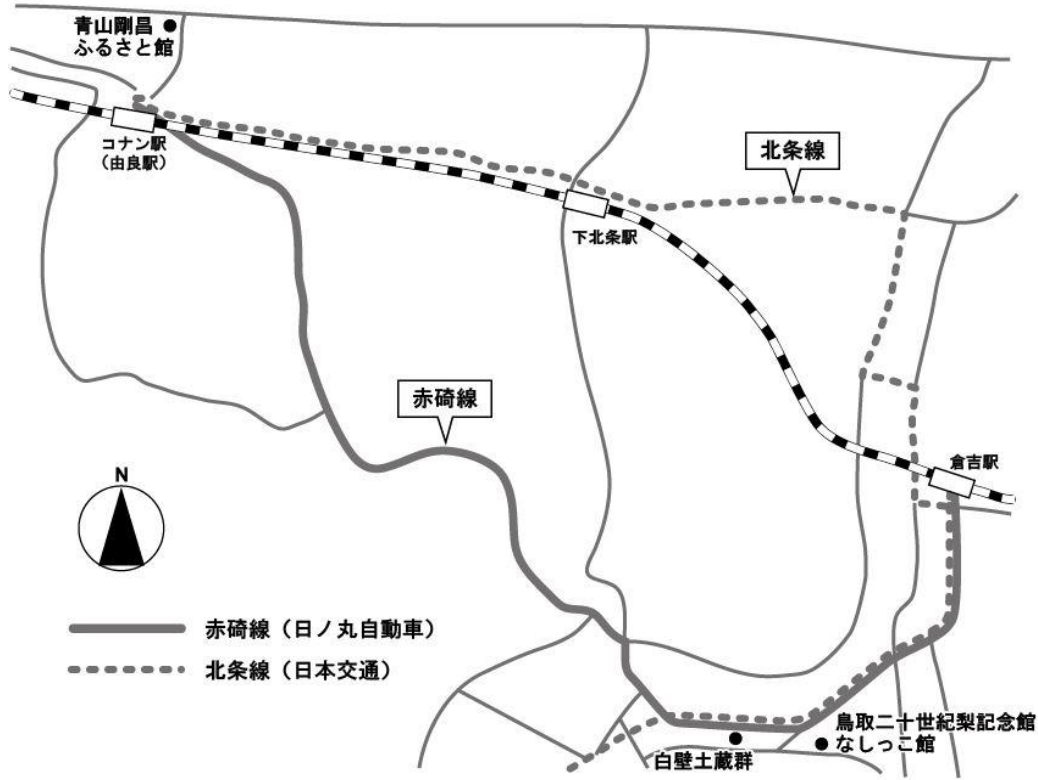 青山剛昌
ふるさと館
コナン駅
（由良駅）
北条線
下北条駅
赤碕線
倉吉駅
N
赤碕線（日ノ丸自動車）
北条線（日本交通）
鳥取二十世紀梨記念館
なしっこ館
白壁土蔵群